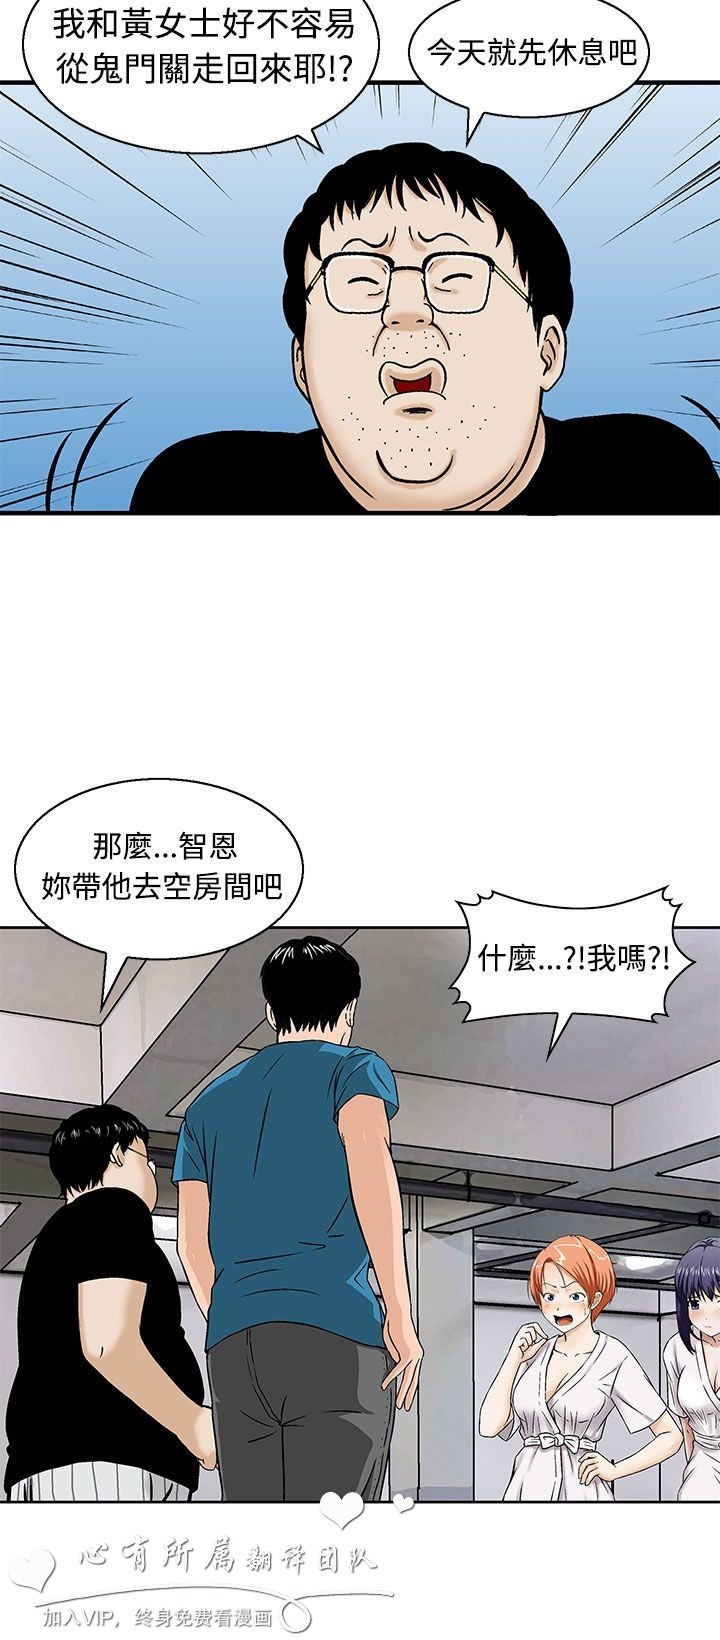 我和黃女士好不容易
從鬼門關走回來耶!?
今天就先休息吧
那麼...智恩
妳帶他去空房間吧
什麼...?!我嗎?!
心有所属翻译团队
加入VIP，终身免费看漫画